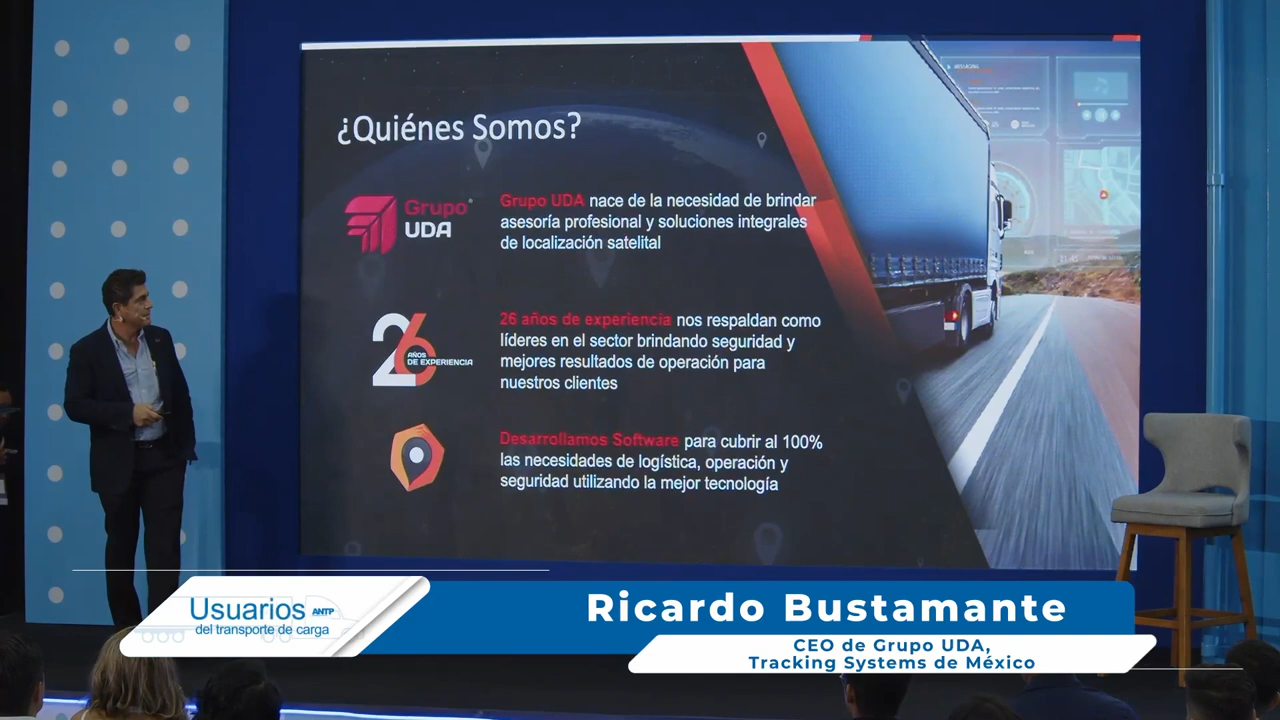 ¿Quiénes Somos?
Grupo
UDA
Grupo UDA nace de la necesidad de brindar
asesoría profesional y soluciones integrales
de localización satelital
26
AÑOS
DE EXPERIENCIA
26 años de experiencia nos respaldan como
líderes en el sector brindando seguridad y
mejores resultados de operación para
nuestros clientes
Desarrollamos Software para cubrir al 100%
las necesidades de logística, operación y
seguridad utilizando la mejor tecnología
Usuarios ANTP
del transporte de carga
Ricardo Bustamante
CEO de Grupo UDA,
Tracking Systems de México